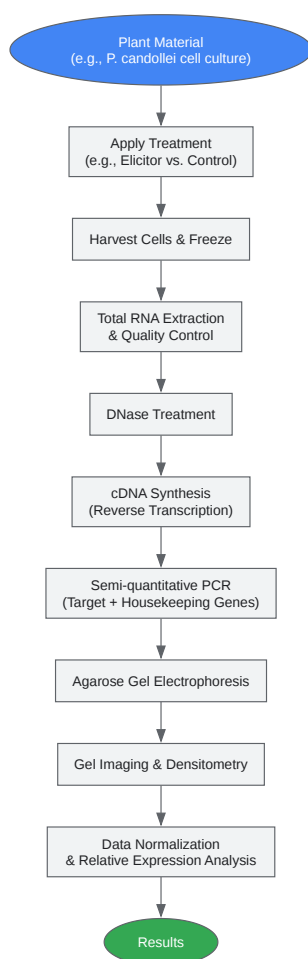 Plant Material
(e.g., P. candollei cell culture)
Apply Treatment
(e.g., Elicitor vs. Control)
Harvest Cells & Freeze
Total RNA Extraction
& Quality Control
DNase Treatment
cDNA Synthesis
(Reverse Transcription)
Semi-quantitative PCR
(Target + Housekeeping Genes)
Agarose Gel Electrophoresis
Gel Imaging & Densitometry
Data Normalization
& Relative Expression Analysis
Results